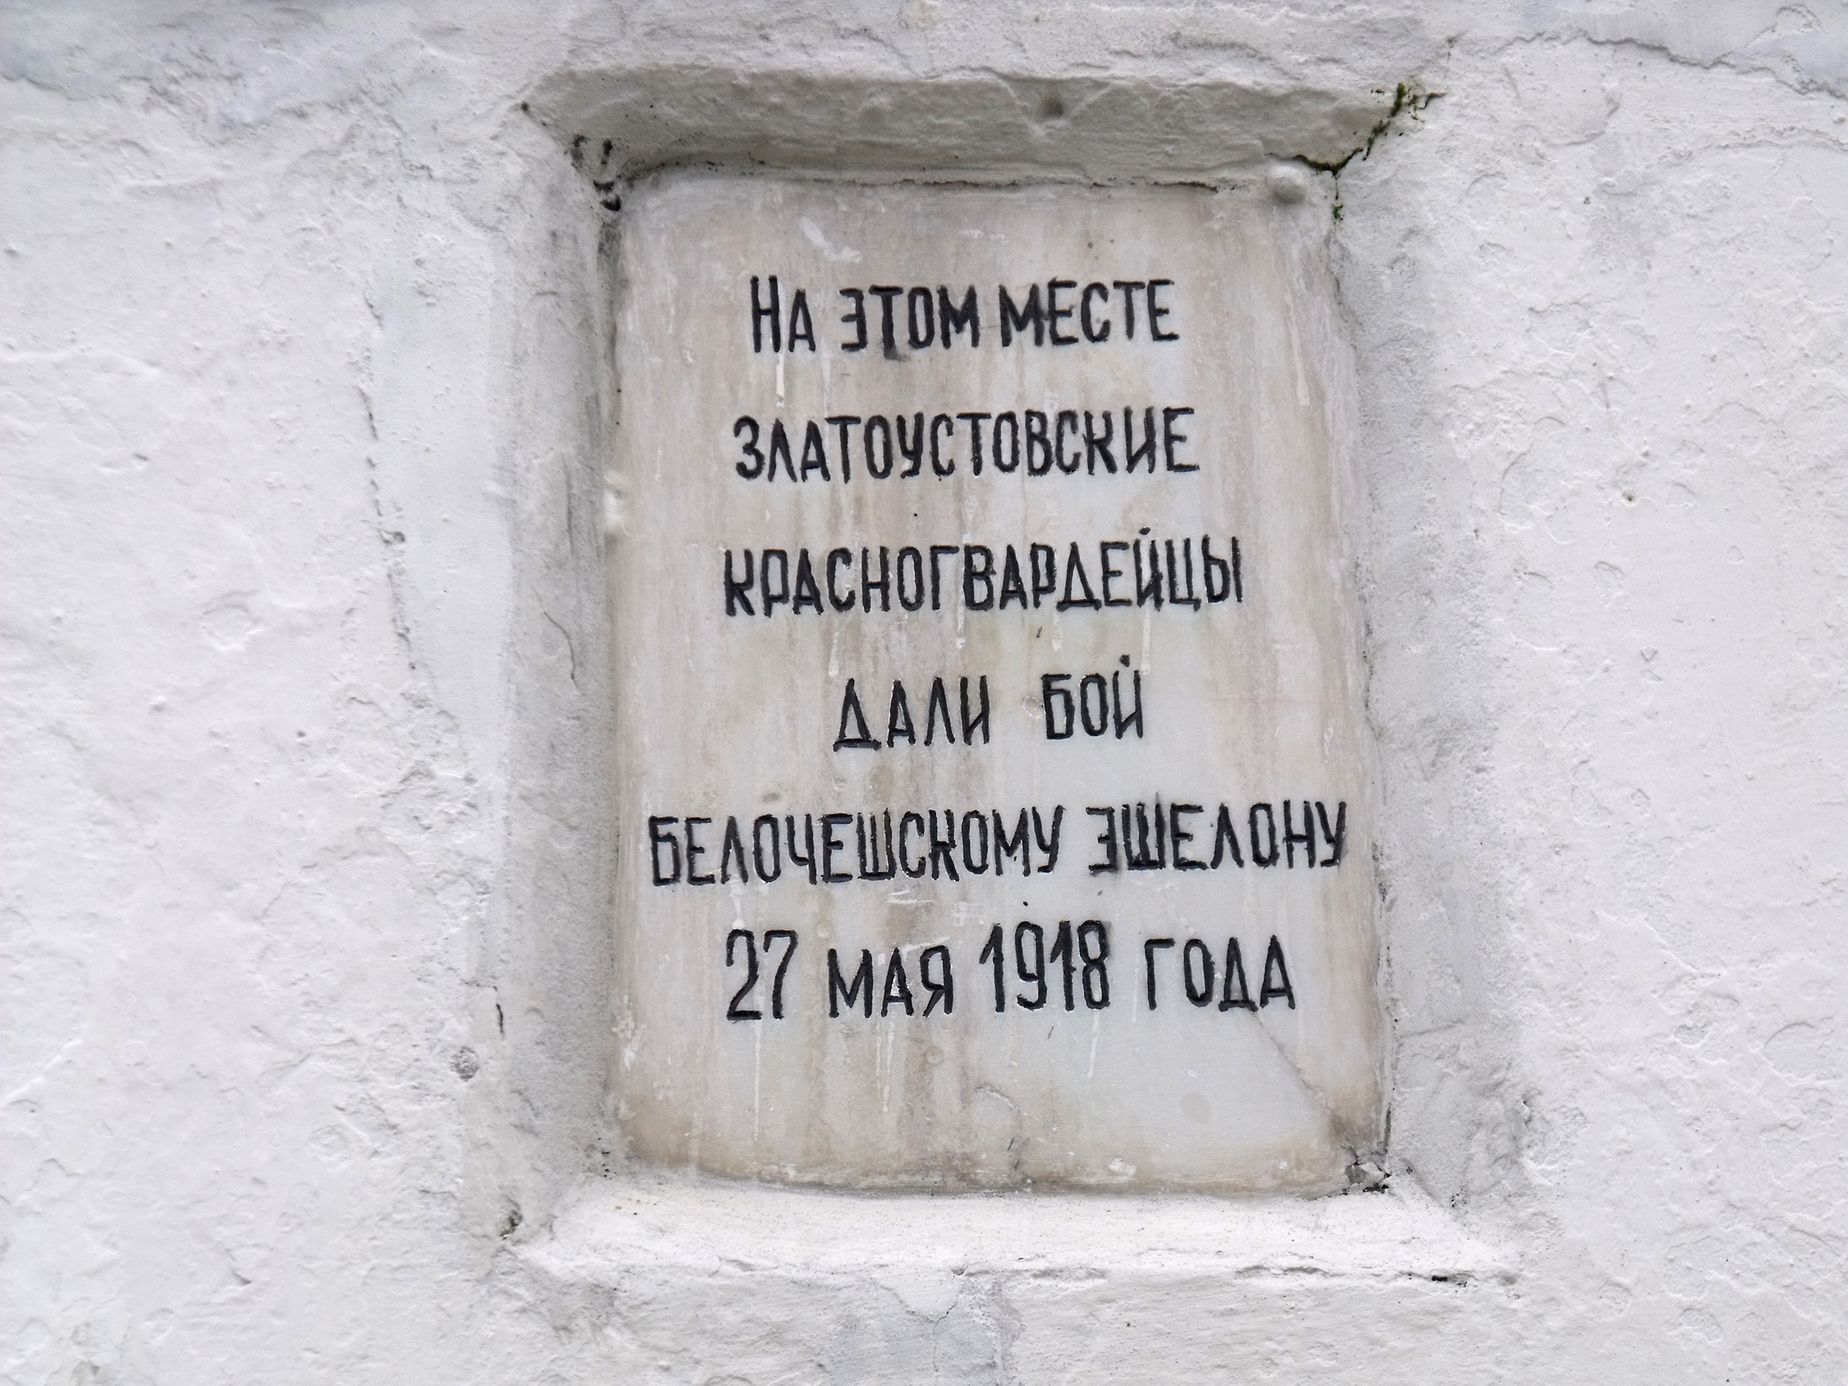 На этом месте
златоустовские
красногвардейцы
дали бой
белочешскому эшелону
27 мая 1918 года